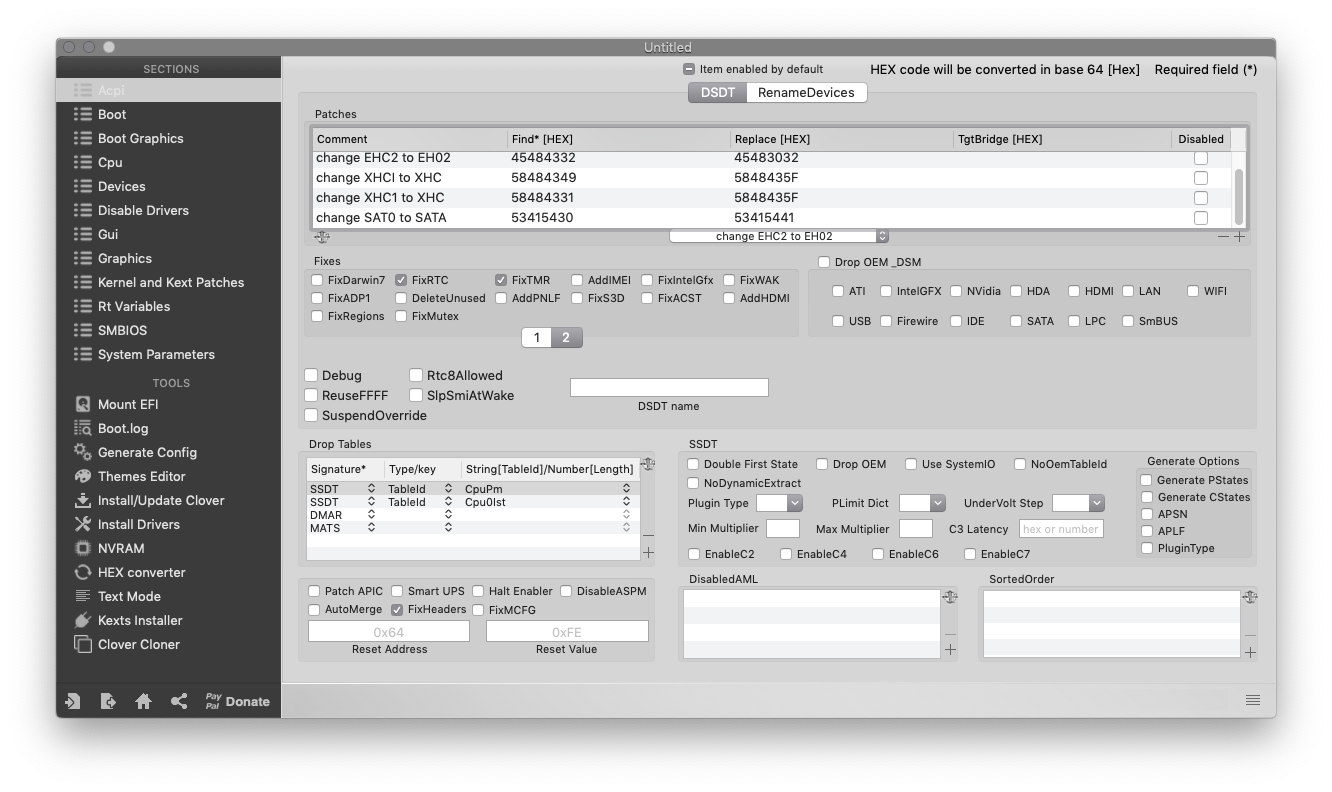 Untitled
SECTIONS
Acpi
Boot
Boot Graphics
Cpu
Devices
Disable Drivers
Gui
Graphics
Kernel and Kext Patches
Rt Variables
SMBIOS
System Parameters
TOOLS
Mount EFI
Boot.log
Generate Config
Themes Editor
Install/Update Clover
Install Drivers
NVRAM
HEX converter
Text Mode
Kexts Installer
Clover Cloner
Pay Pal Donate
Item enabled by default HEX code will be converted in base 64 [Hex] Required field (*)
DSDT RenameDevices
Patches
Comment Find* [HEX] Replace [HEX] TgtBridge [HEX] Disabled
change EHC2 to EH02 45484332 45483032
change XHCI to XHC 58484349 5848435F
change XHC1 to XHC 58484331 5848435F
change SAT0 to SATA 53415430 53415441
change EHC2 to EH02
Fixes
FixDarwin7 FixRTC FixTMR AddIMEI FixIntelGfx FixWAK
FixADP1 DeleteUnused AddPNLF FixS3D FixACST AddHDMI
FixRegions FixMutex
1 2
Drop OEM _DSM
ATI IntelGFX NVidia HDA HDMI LAN WIFI
USB Firewire IDE SATA LPC SmBUS
Debug Rtc8Allowed
ReuseFFFF SlpSmiAtWake
SuspendOverride
DSDT name
Drop Tables
Signature* Type/key String[TableId]/Number[Length]
SSDT TableId CpuPm
SSDT TableId Cpu0Ist
DMAR
MATS
SSDT
Double First State Drop OEM Use SystemIO NoOemTableId
NoDynamicExtract
Plugin Type PLimit Dict UnderVolt Step
Min Multiplier Max Multiplier C3 Latency hex or number
EnableC2 EnableC4 EnableC6 EnableC7
Generate Options
Generate PStates
Generate CStates
APSN
APLF
PluginType
Patch APIC Smart UPS Halt Enabler DisableASPM
AutoMerge FixHeaders FixMCFG
0x64 0xFE
Reset Address Reset Value
DisabledAML
SortedOrder